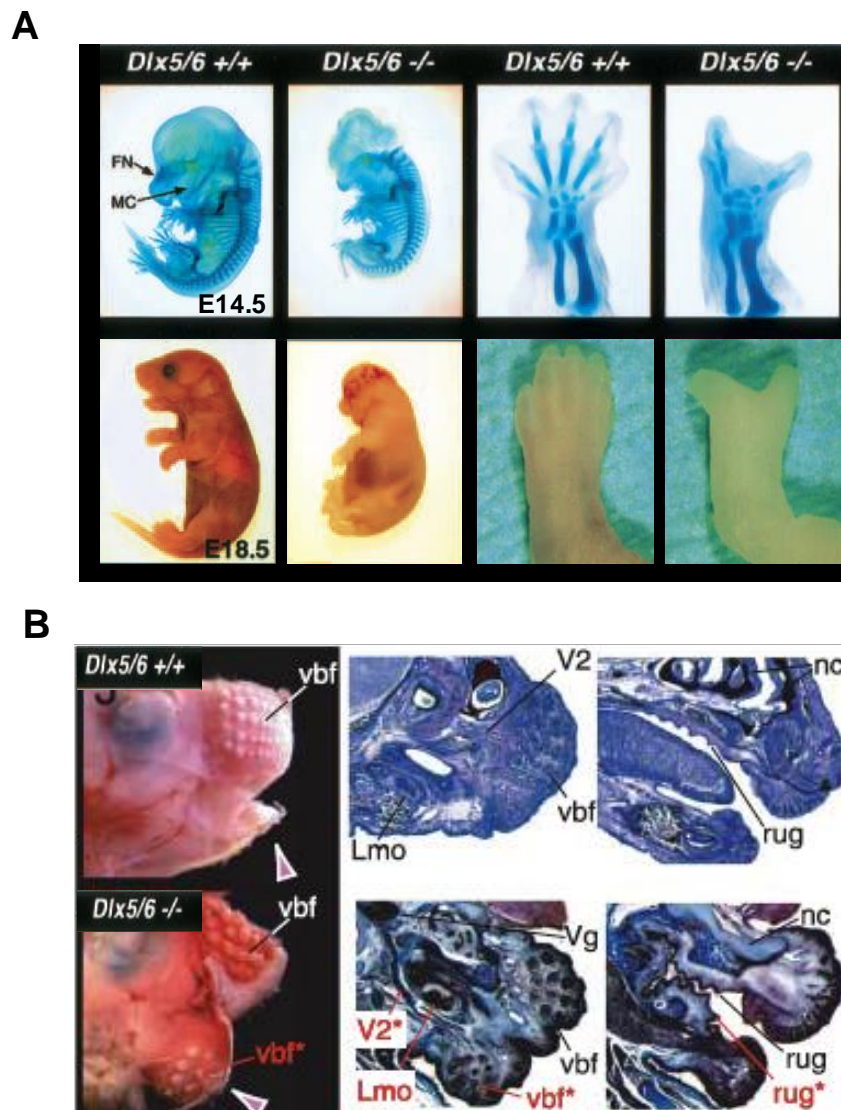 A
Dlx5/6 +/+
Dlx5/6 -/-
Dlx5/6 +/+
Dlx5/6 -/-
FN
MC
E14.5
E18.5
B
Dlx5/6 +/+
vbf
V2
nc
vbf
Lmo
rug
Dlx5/6 -/-
vbf
vbf*
Vg
nc
V2*
Lmo
vbf
vbf*
rug
rug*